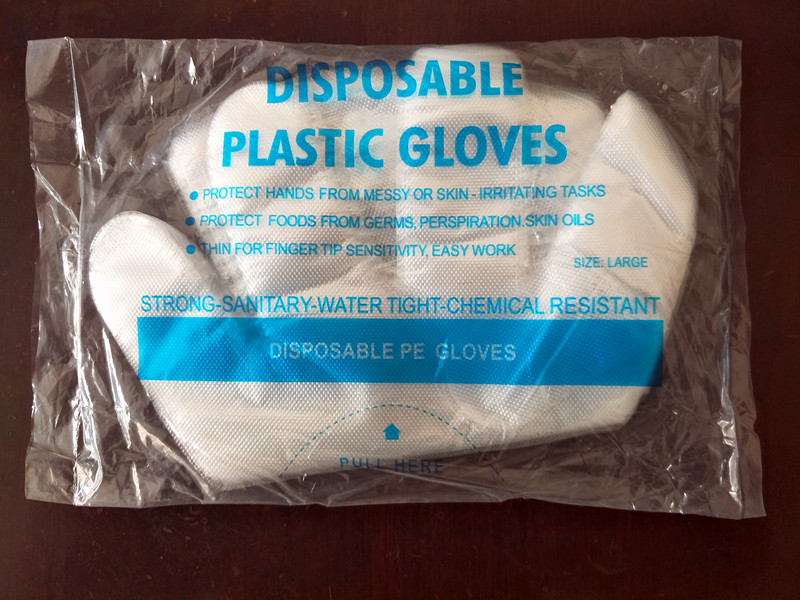 DISPOSABLE
PLASTIC GLOVES
● PROTECT HANDS FROM MESSY OR SKIN - IRRITATING TASKS
● PROTECT FOODS FROM GERMS, PERSPIRATION.SKIN OILS
● THIN FOR FINGER TIP SENSITIVITY, EASY WORK
SIZE: LARGE
STRONG-SANITARY-WATER TIGHT-CHEMICAL RESISTANT
DISPOSABLE PE GLOVES
PULL HERE